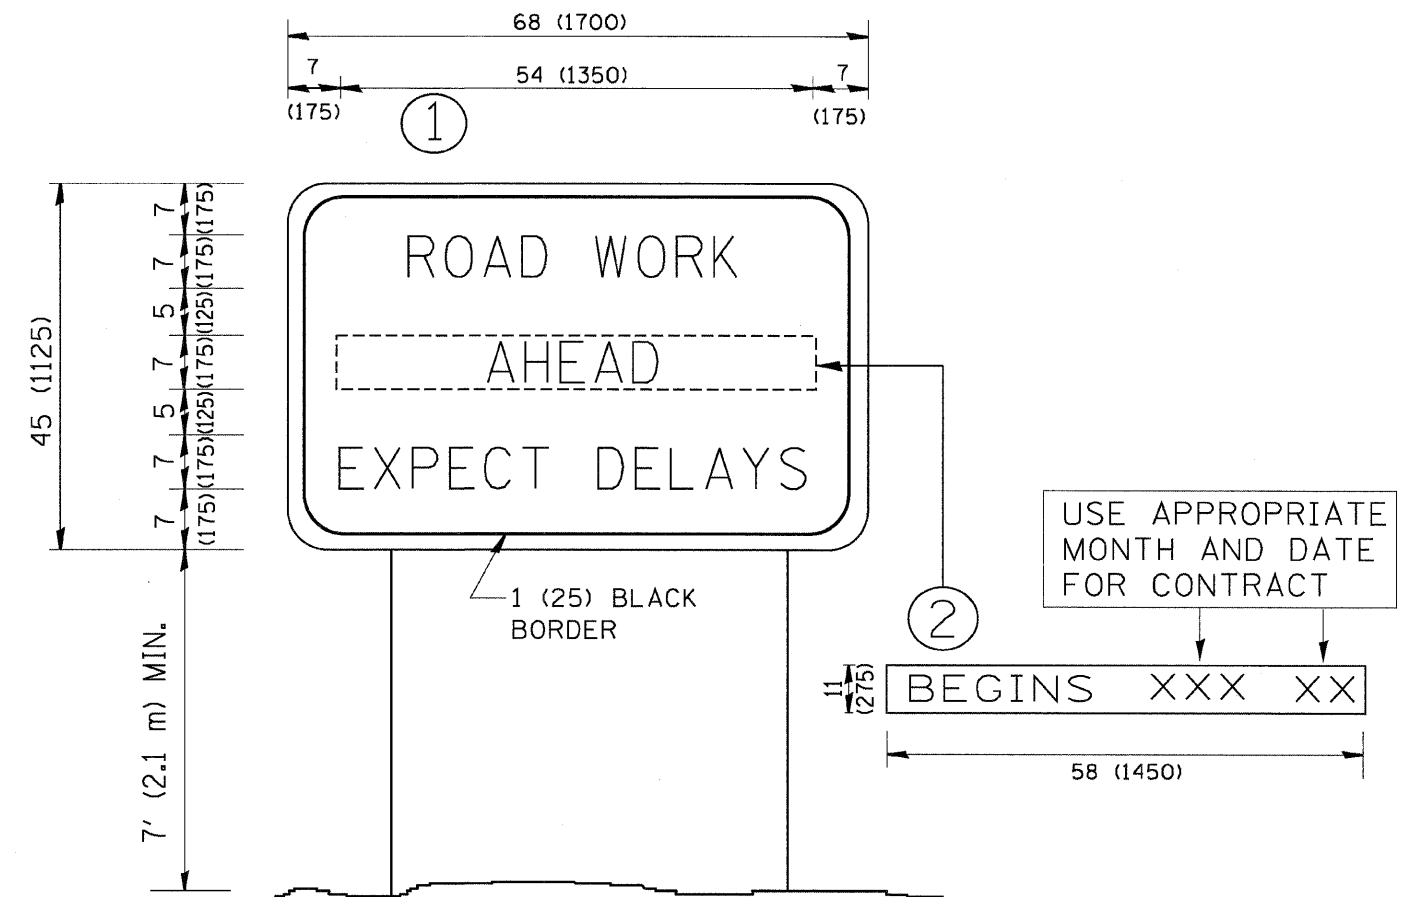 68 (1700)
7
54 (1350)
7
(175)
(175)
1
45 (1125)
7 (175)
7 (175)
5 (125)
7 (175)
5 (125)
7 (175)
7 (175)
ROAD WORK
AHEAD
EXPECT DELAYS
1 (25) BLACK
BORDER
7' (2.1 m) MIN.
USE APPROPRIATE
MONTH AND DATE
FOR CONTRACT
2
11
(275)
BEGINS XXX XX
58 (1450)